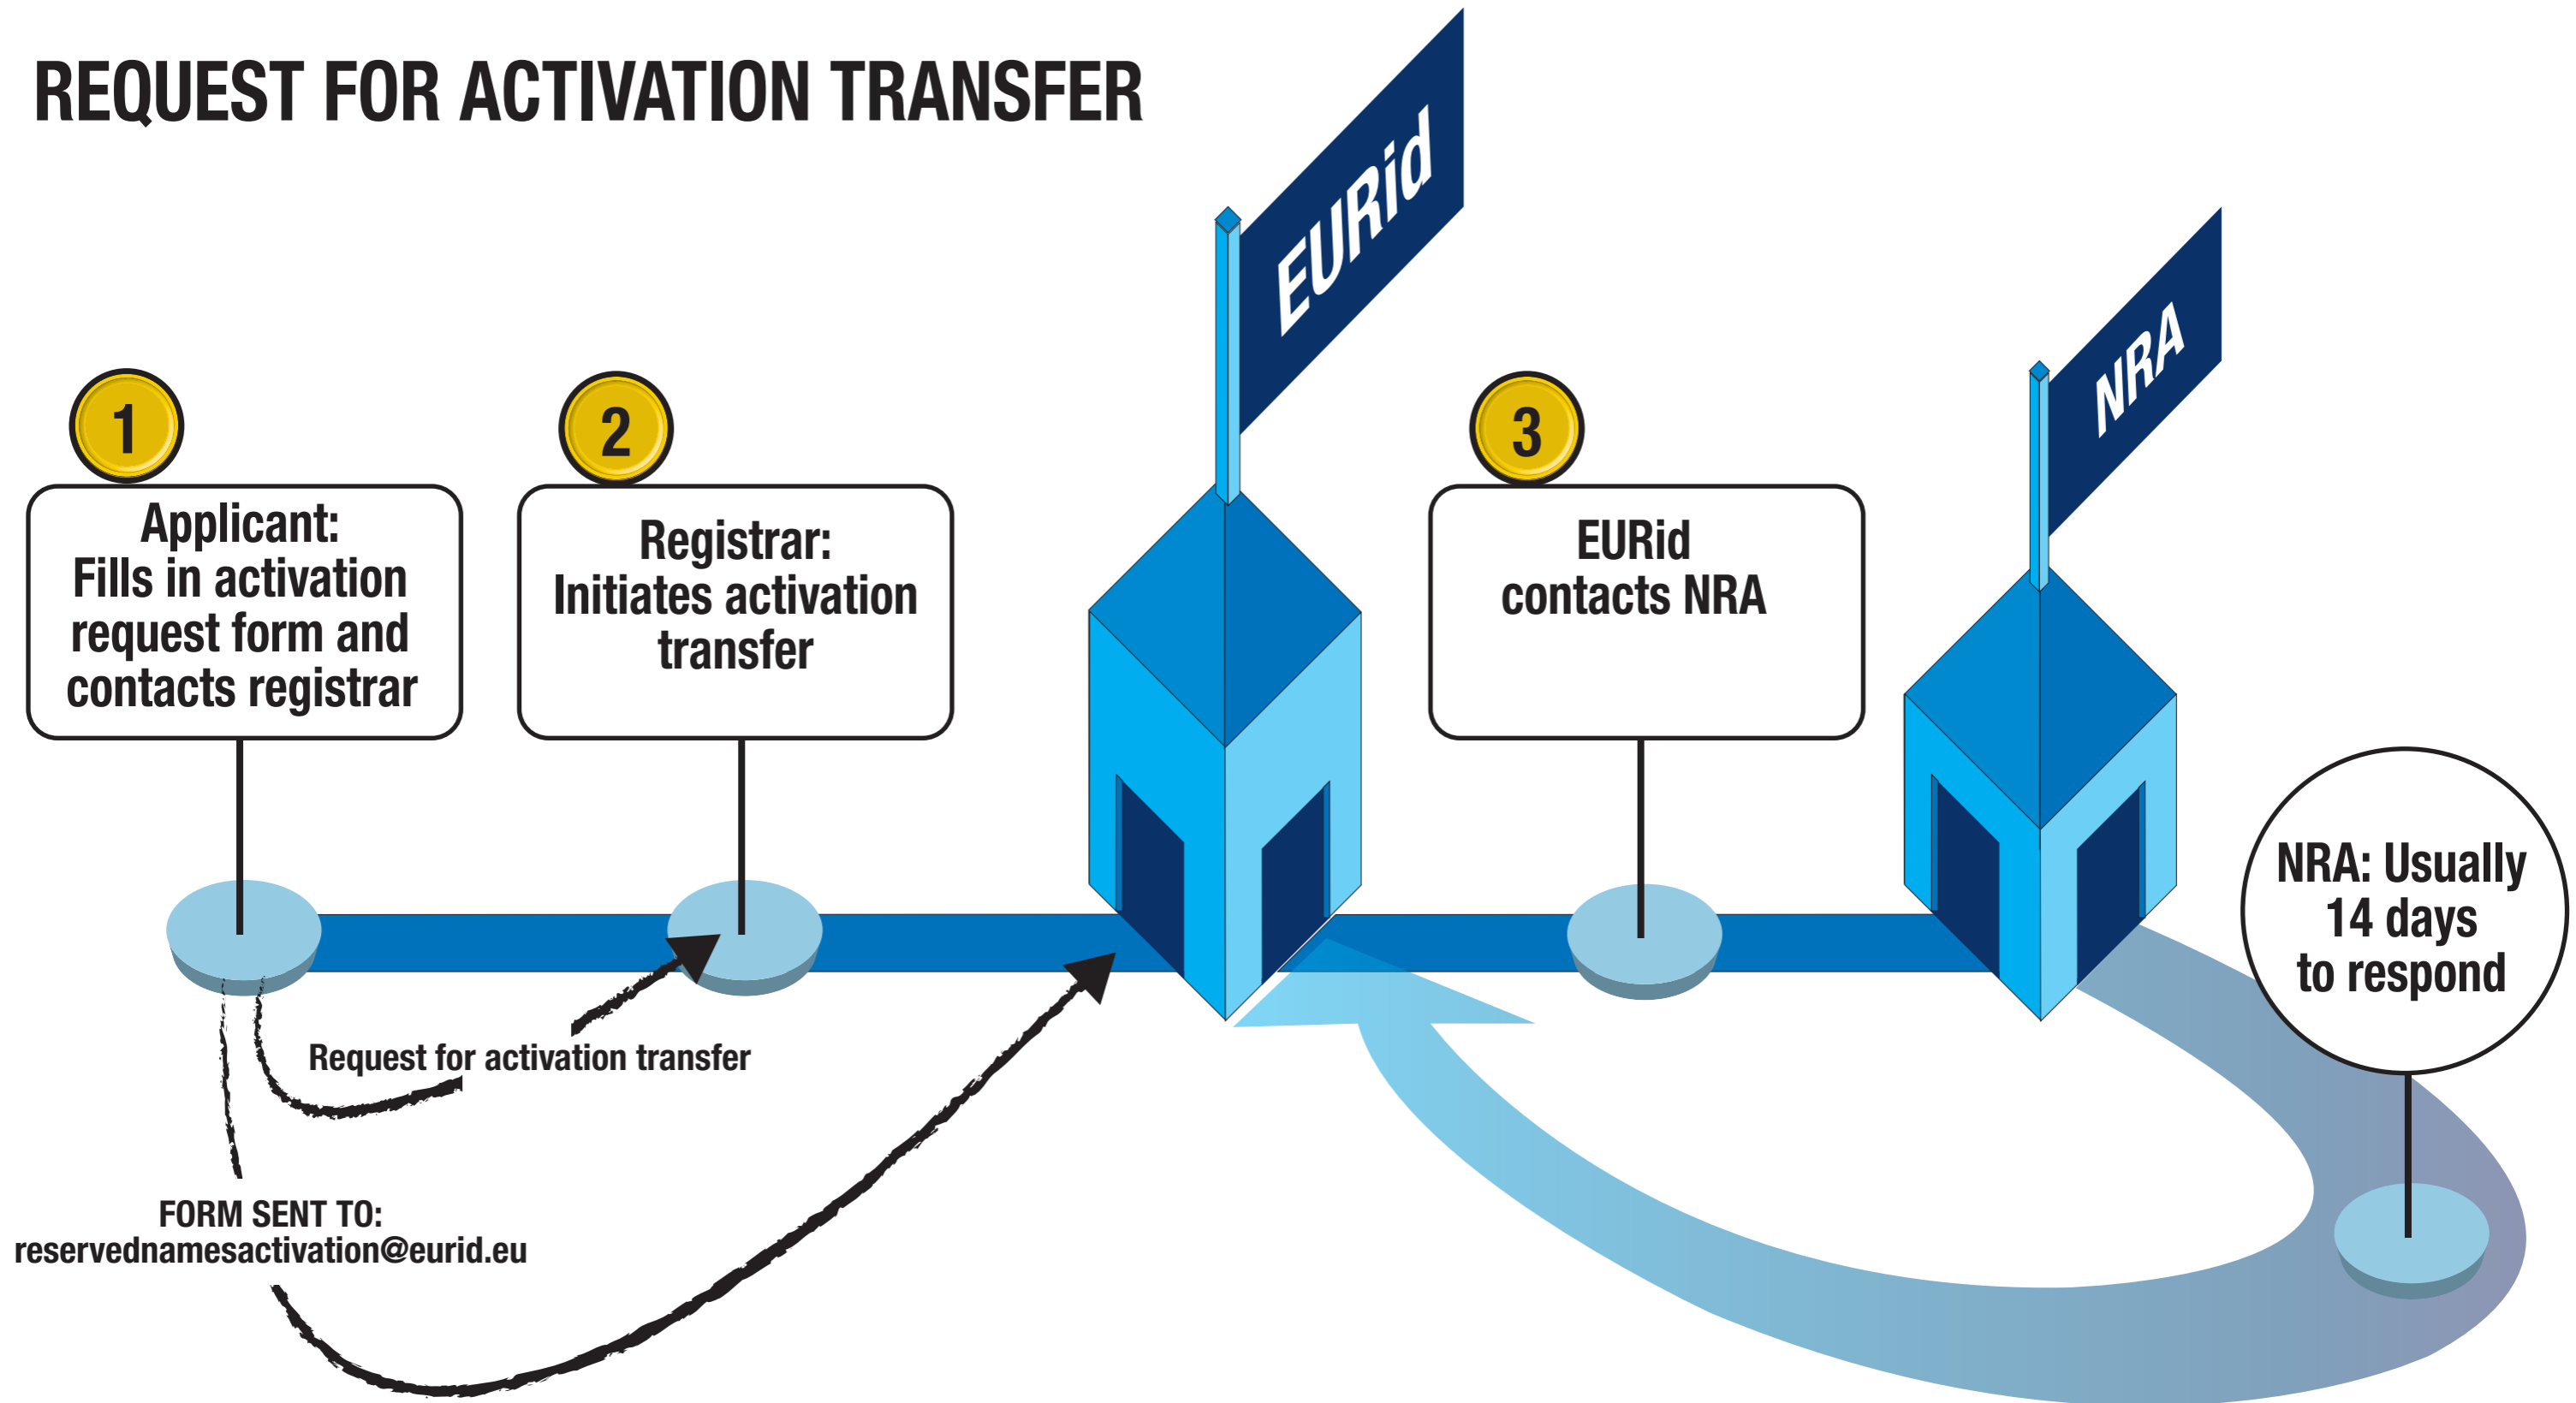 REQUEST FOR ACTIVATION TRANSFER
EURid
NRA
1
Applicant:
Fills in activation
request form and
contacts registrar
2
Registrar:
Initiates activation
transfer
3
EURid
contacts NRA
NRA: Usually
14 days
to respond
Request for activation transfer
FORM SENT TO:
reservednamesactivation@eurid.eu